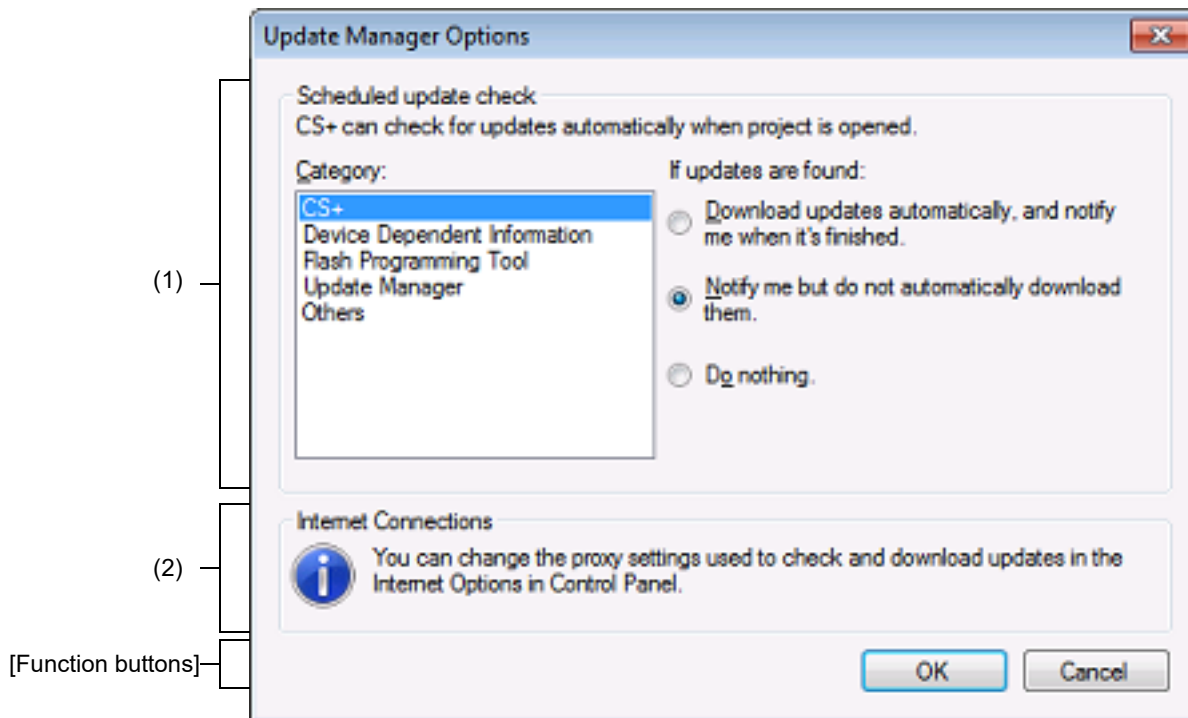 Update Manager Options
(1)
Scheduled update check
CS+ can check for updates automatically when project is opened.
Category:
CS+
Device Dependent Information
Flash Programming Tool
Update Manager
Others
If updates are found:
Download updates automatically, and notify
me when it's finished.
Notify me but do not automatically download
them.
Do nothing.
(2)
Internet Connections
You can change the proxy settings used to check and download updates in the
Internet Options in Control Panel.
[Function buttons]
OK
Cancel